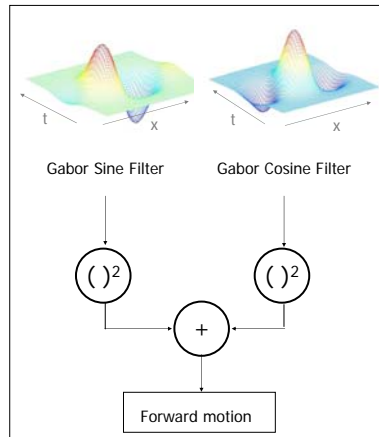 t x t x
Gabor Sine Filter Gabor Cosine Filter
( )² ( )²
+
Forward motion